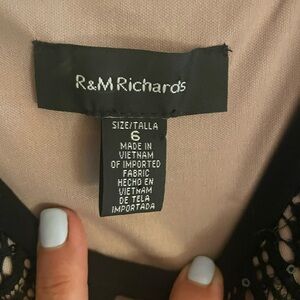 R&M Richards
SIZE/TALLA
6
MADE IN
VIETNAM
OF IMPORTED
FABRIC
HECHO EN
VIETNAM
DE TELA
IMPORTADA